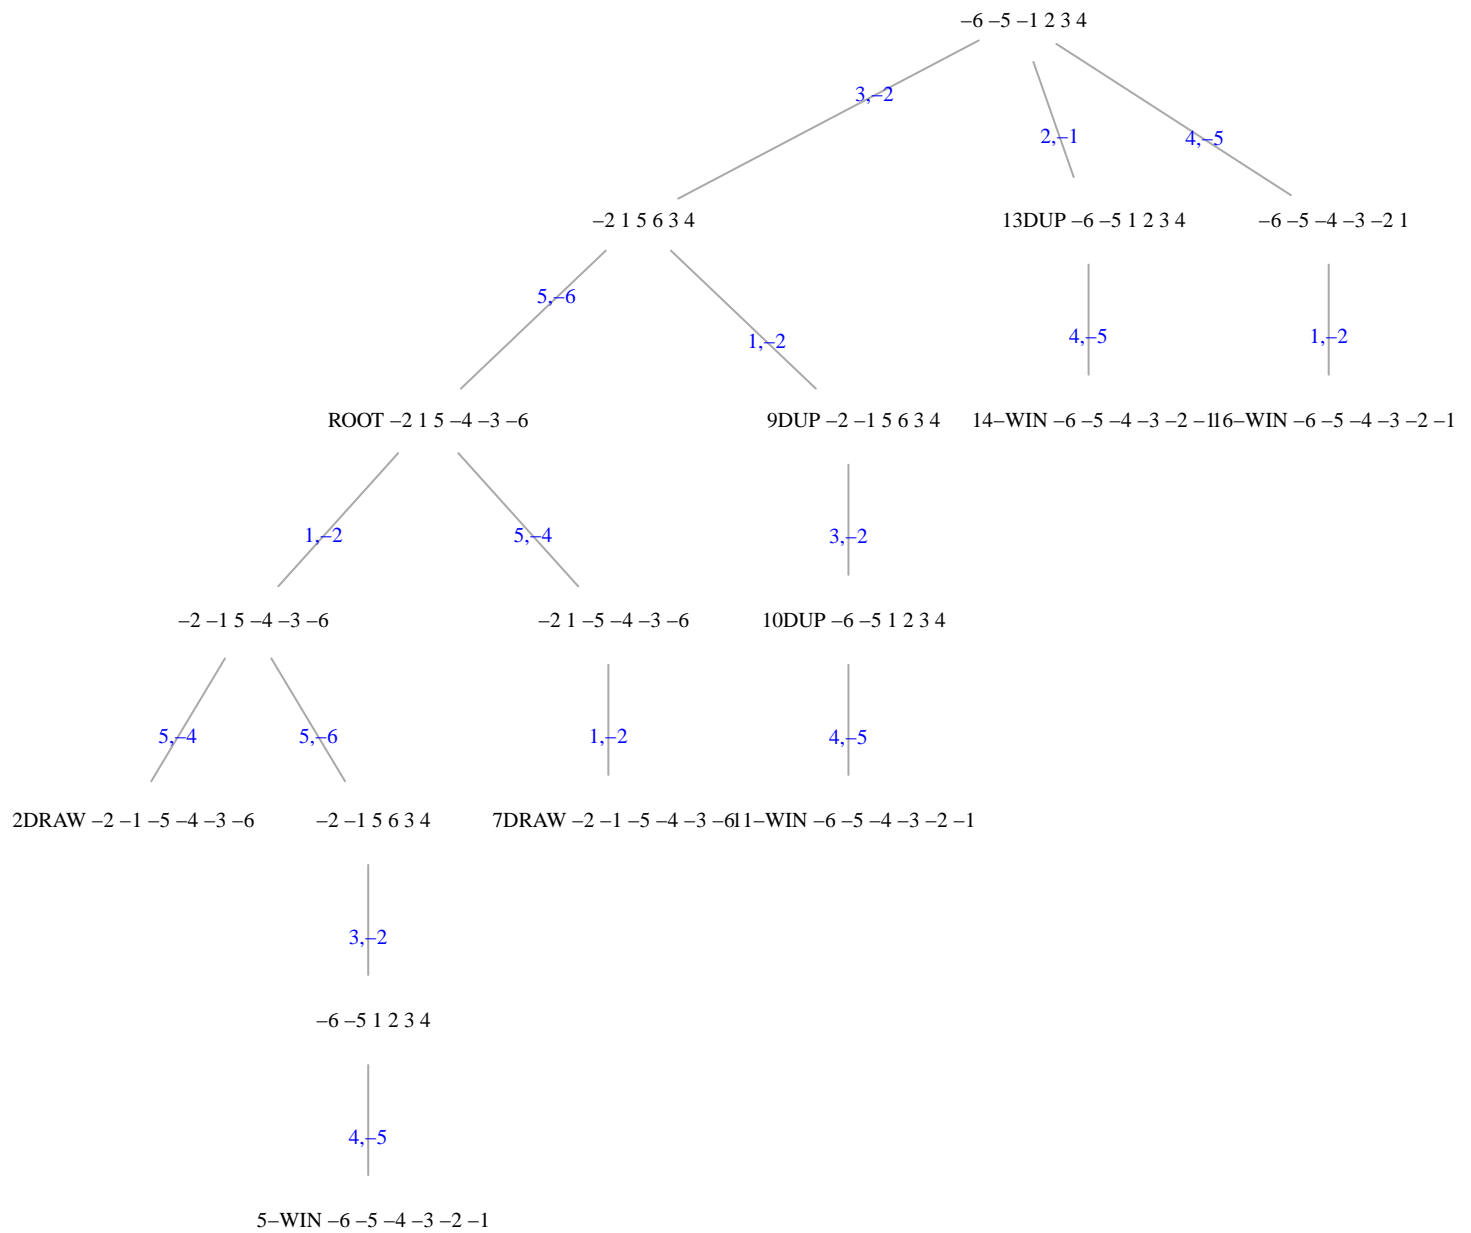 −6 −5 −1 2 3 4
3,−2
2,−1
4,−5
−2 1 5 6 3 4
13DUP −6 −5 1 2 3 4
−6 −5 −4 −3 −2 1
5,−6
1,−2
4,−5
1,−2
ROOT −2 1 5 −4 −3 −6
9DUP −2 −1 5 6 3 4
14−WIN −6 −5 −4 −3 −2 −1
16−WIN −6 −5 −4 −3 −2 −1
1,−2
5,−4
3,−2
−2 −1 5 −4 −3 −6
−2 1 −5 −4 −3 −6
10DUP −6 −5 1 2 3 4
5,−4
5,−6
1,−2
4,−5
2DRAW −2 −1 −5 −4 −3 −6
−2 −1 5 6 3 4
7DRAW −2 −1 −5 −4 −3 −6
11−WIN −6 −5 −4 −3 −2 −1
3,−2
−6 −5 1 2 3 4
4,−5
5−WIN −6 −5 −4 −3 −2 −1